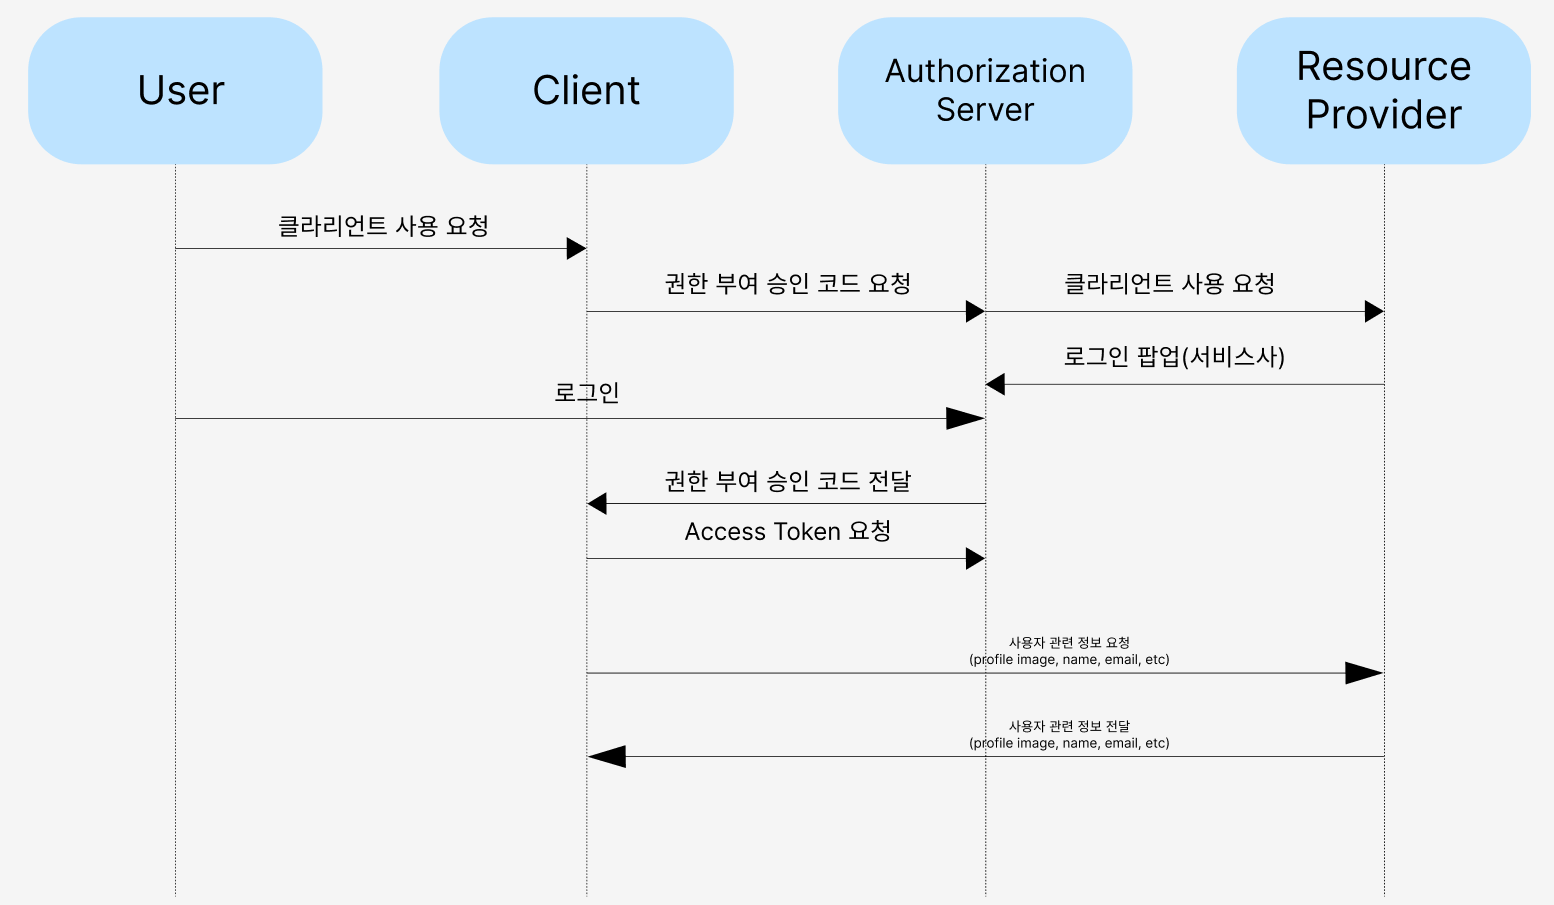 User
Client
Authorization
Server
Resource
Provider
클라리언트 사용 요청
권한 부여 승인 코드 요청
클라리언트 사용 요청
로그인 팝업(서비스사)
로그인
권한 부여 승인 코드 전달
Access Token 요청
사용자 관련 정보 요청
(profile image, name, email, etc)
사용자 관련 정보 전달
(profile image, name, email, etc)